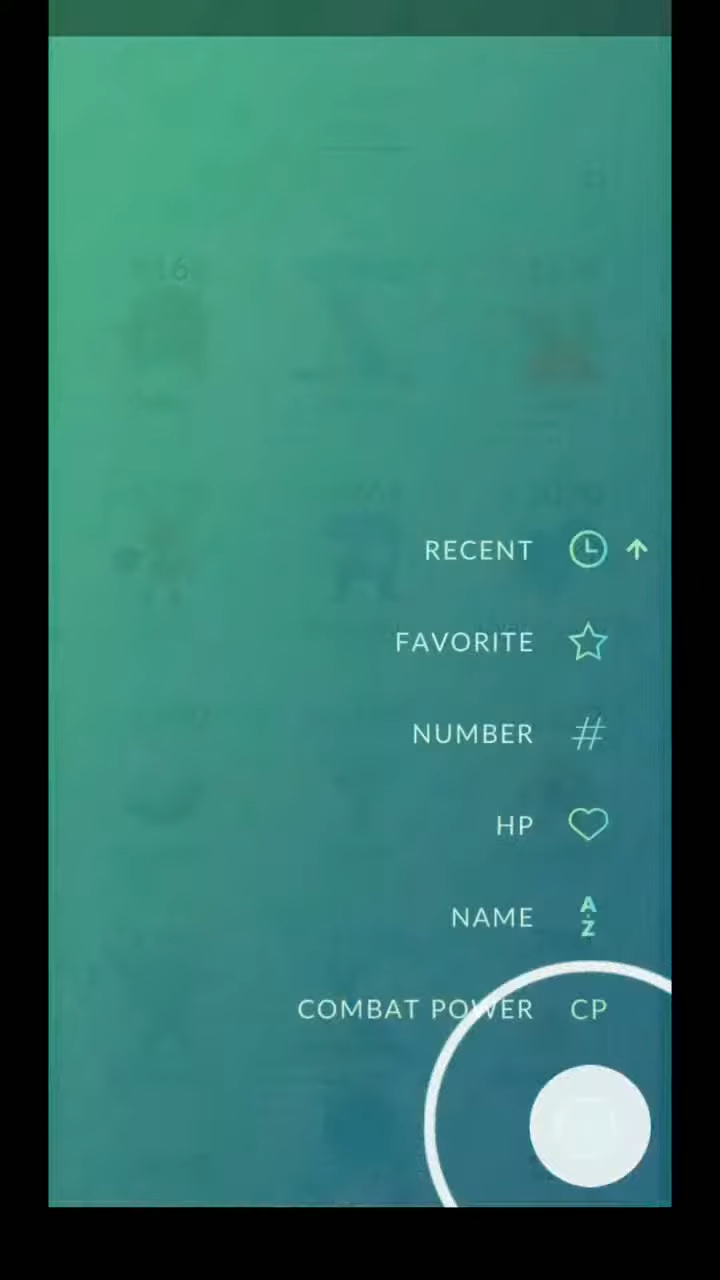 RECENT
FAVORITE
NUMBER #
HP
NAME A-Z
COMBAT POWER CP